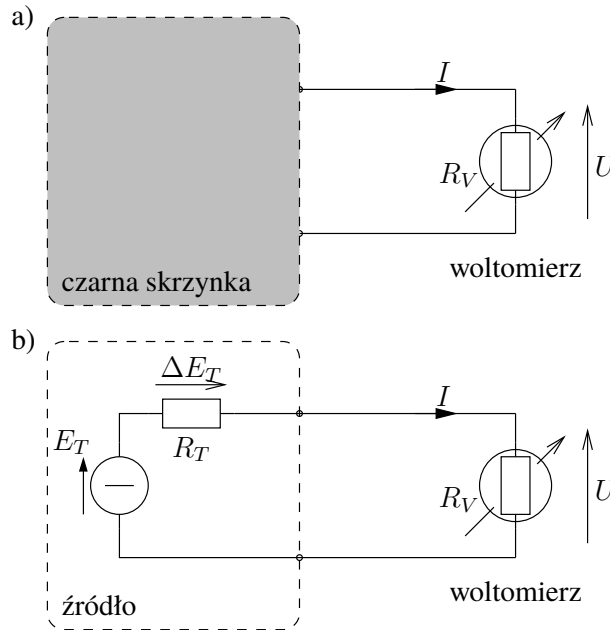 a)
I
R_V
U
czarna skrzynka
woltomierz
b)
ΔE_T
I
E_T
R_T
R_V
U
źródło
woltomierz